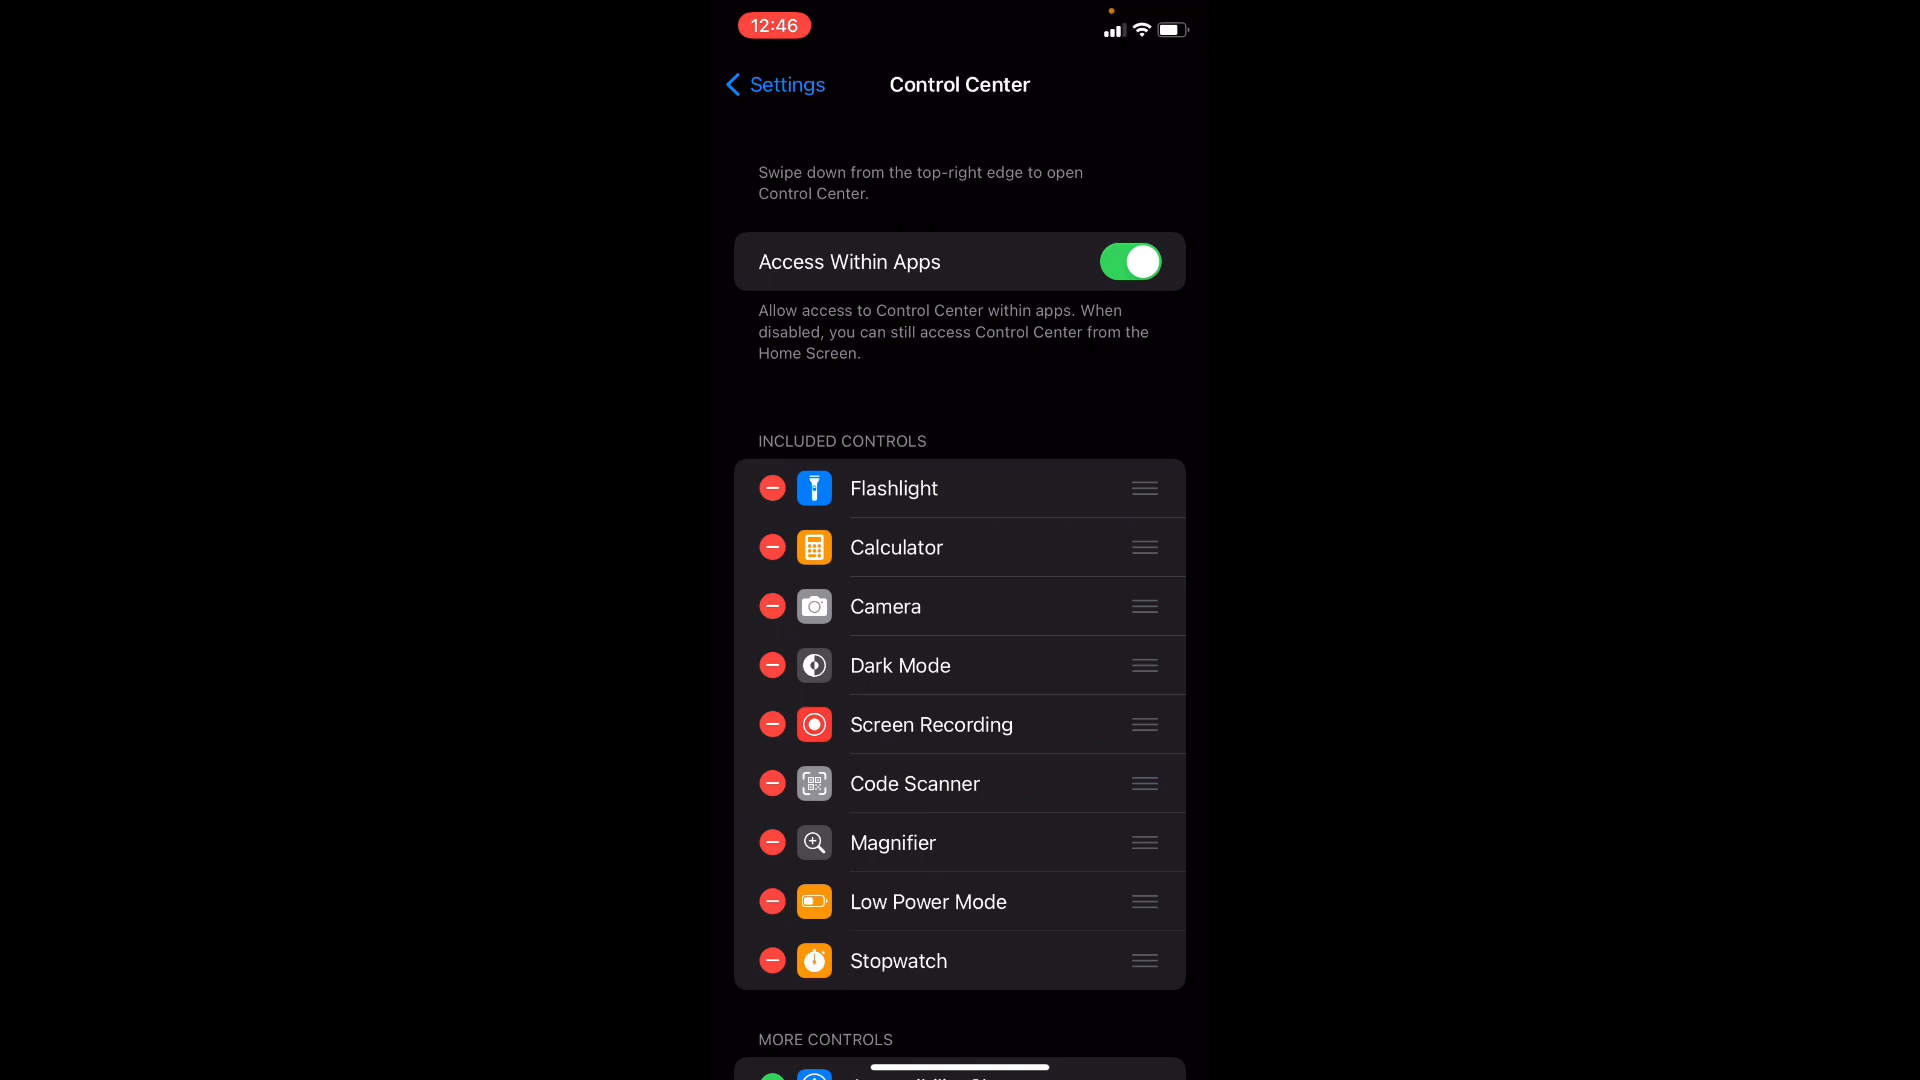 12:46
Settings
Control Center
Swipe down from the top-right edge to open
Control Center.
Access Within Apps
Allow access to Control Center within apps. When
disabled, you can still access Control Center from the
Home Screen.
INCLUDED CONTROLS
Flashlight
Calculator
Camera
Dark Mode
Screen Recording
Code Scanner
Magnifier
Low Power Mode
Stopwatch
MORE CONTROLS